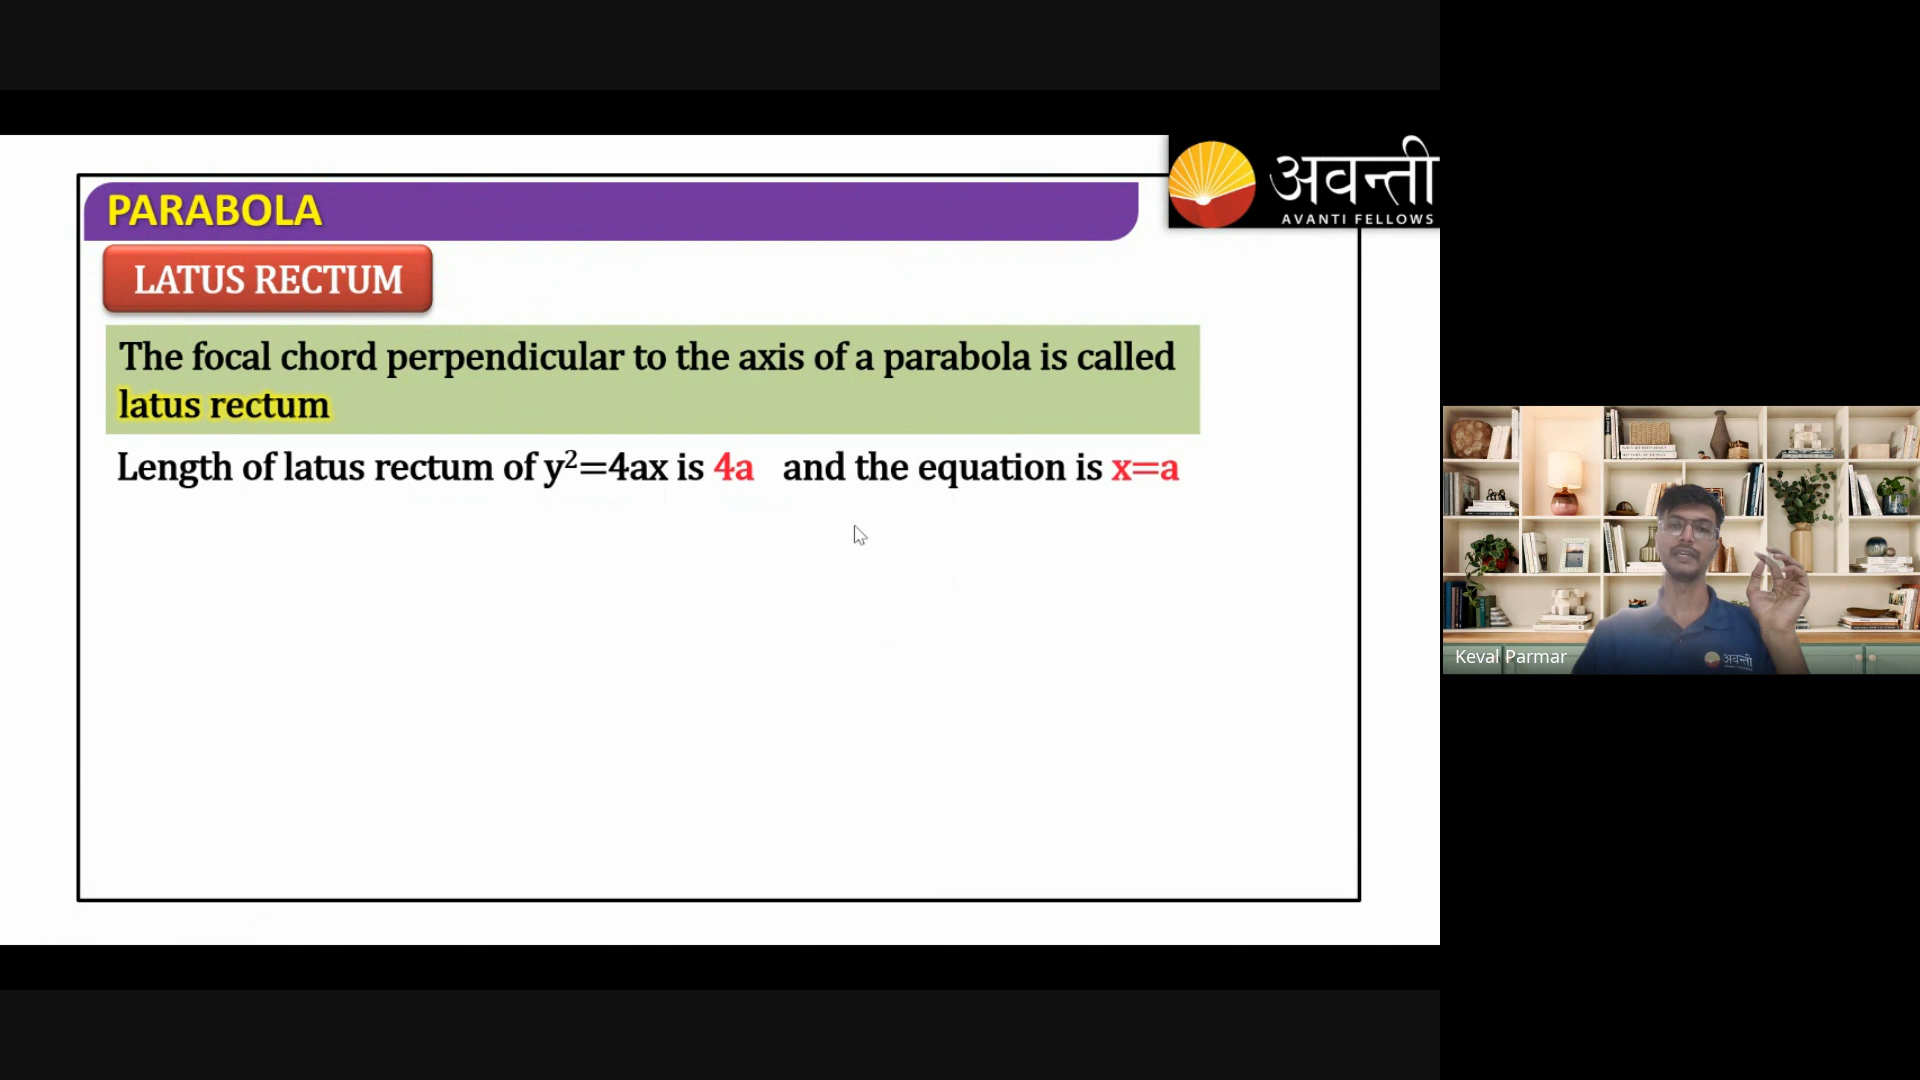 PARABOLA
अवन्ती
AVANTI FELLOWS
LATUS RECTUM
The focal chord perpendicular to the axis of a parabola is called
latus rectum
Length of latus rectum of y²=4ax is 4a and the equation is x=a
Keval Parmar
अवन्ती